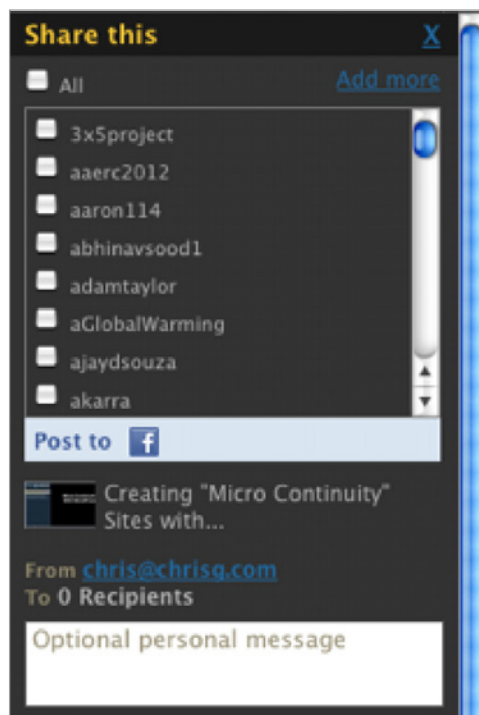 Share this X
All Add more
3x5project
aaerc2012
aaron114
abhinavsood1
adamtaylor
aGlobalWarming
ajaydsouza
akarra
Post to f
Creating "Micro Continuity"
Sites with...
From chris@chrisg.com
To 0 Recipients
Optional personal message